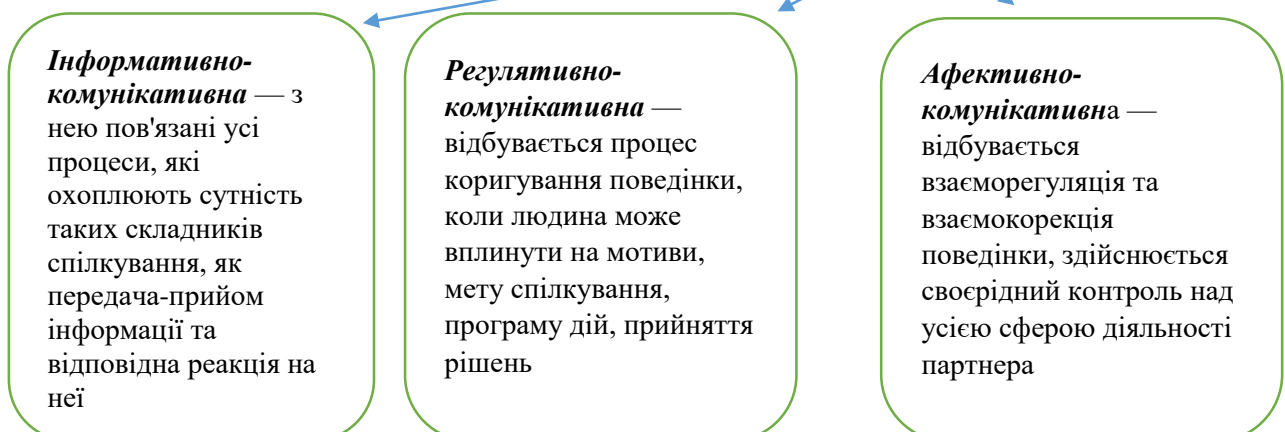 Інформативно-
комунікативна — з
нею пов'язані усі
процеси, які
охоплюють сутність
таких складників
спілкування, як
передача-прийом
інформації та
відповідна реакція на
неї
Регулятивно-
комунікативна —
відбувається процес
коригування поведінки,
коли людина може
вплинути на мотиви,
мету спілкування,
програму дій, прийняття
рішень
Афективно-
комунікативна —
відбувається
взаєморегуляція та
взаємокорекція
поведінки, здійснюється
своєрідний контроль над
усією сферою діяльності
партнера